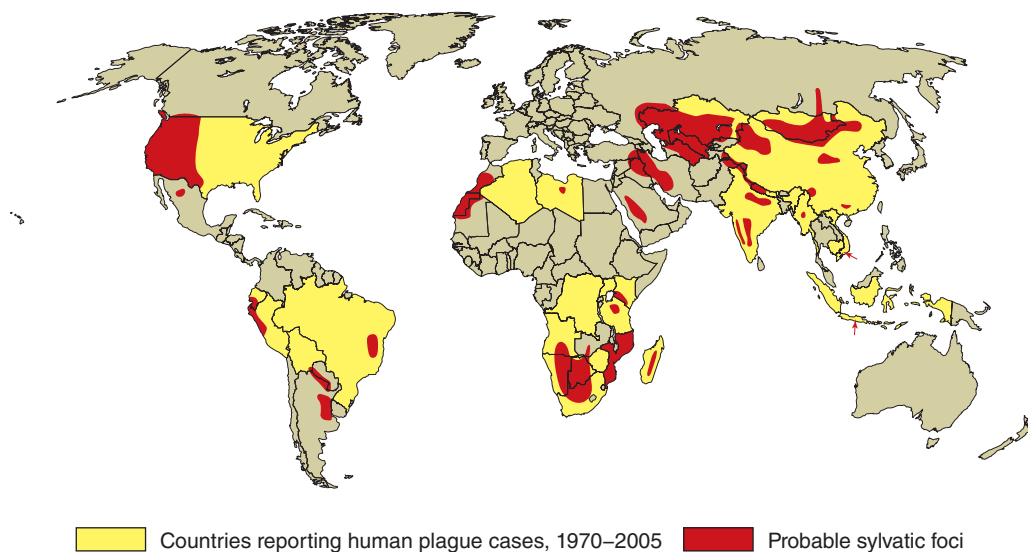 Countries reporting human plague cases, 1970–2005
Probable sylvatic foci